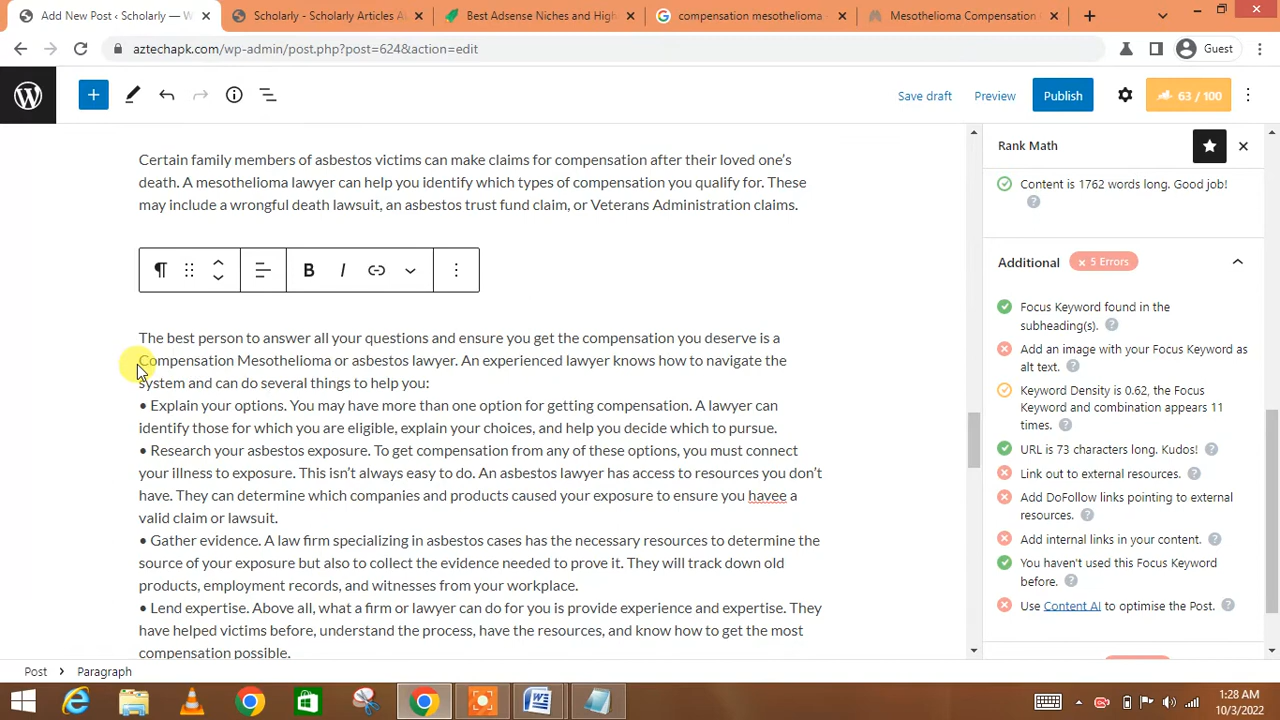 Add New Post ‹ Scholarly — W
Scholarly - Scholarly Articles A
Best Adsense Niches and High
compensation mesothelioma
Mesothelioma Compensation
aztechapk.com/wp-admin/post.php?post=624&action=edit
Guest
Save draft
Preview
Publish
63 / 100
Certain family members of asbestos victims can make claims for compensation after their loved one's
death. A mesothelioma lawyer can help you identify which types of compensation you qualify for. These
may include a wrongful death lawsuit, an asbestos trust fund claim, or Veterans Administration claims.
B I
The best person to answer all your questions and ensure you get the compensation you deserve is a
Compensation Mesothelioma or asbestos lawyer. An experienced lawyer knows how to navigate the
system and can do several things to help you:
• Explain your options. You may have more than one option for getting compensation. A lawyer can
identify those for which you are eligible, explain your choices, and help you decide which to pursue.
• Research your asbestos exposure. To get compensation from any of these options, you must connect
your illness to exposure. This isn't always easy to do. An asbestos lawyer has access to resources you don't
have. They can determine which companies and products caused your exposure to ensure you havee a
valid claim or lawsuit.
• Gather evidence. A law firm specializing in asbestos cases has the necessary resources to determine the
source of your exposure but also to collect the evidence needed to prove it. They will track down old
products, employment records, and witnesses from your workplace.
• Lend expertise. Above all, what a firm or lawyer can do for you is provide experience and expertise. They
have helped victims before, understand the process, have the resources, and know how to get the most
compensation possible.
Rank Math
Content is 1762 words long. Good job!
Additional
× 5 Errors
Focus Keyword found in the
subheading(s).
Add an image with your Focus Keyword as
alt text.
Keyword Density is 0.62, the Focus
Keyword and combination appears 11
times.
URL is 73 characters long. Kudos!
Link out to external resources.
Add DoFollow links pointing to external
resources.
Add internal links in your content.
You haven't used this Focus Keyword
before.
Use Content AI to optimise the Post.
Post > Paragraph
1:28 AM
10/3/2022